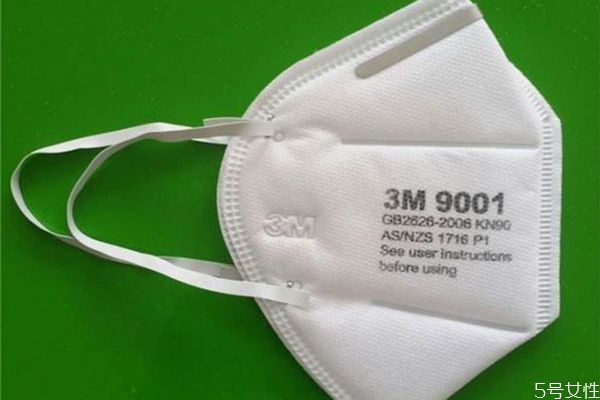 3M 9001
GB2626-2006 KN90
AS/NZS 1716 P1
See user instructions
before using
3M
5号女性